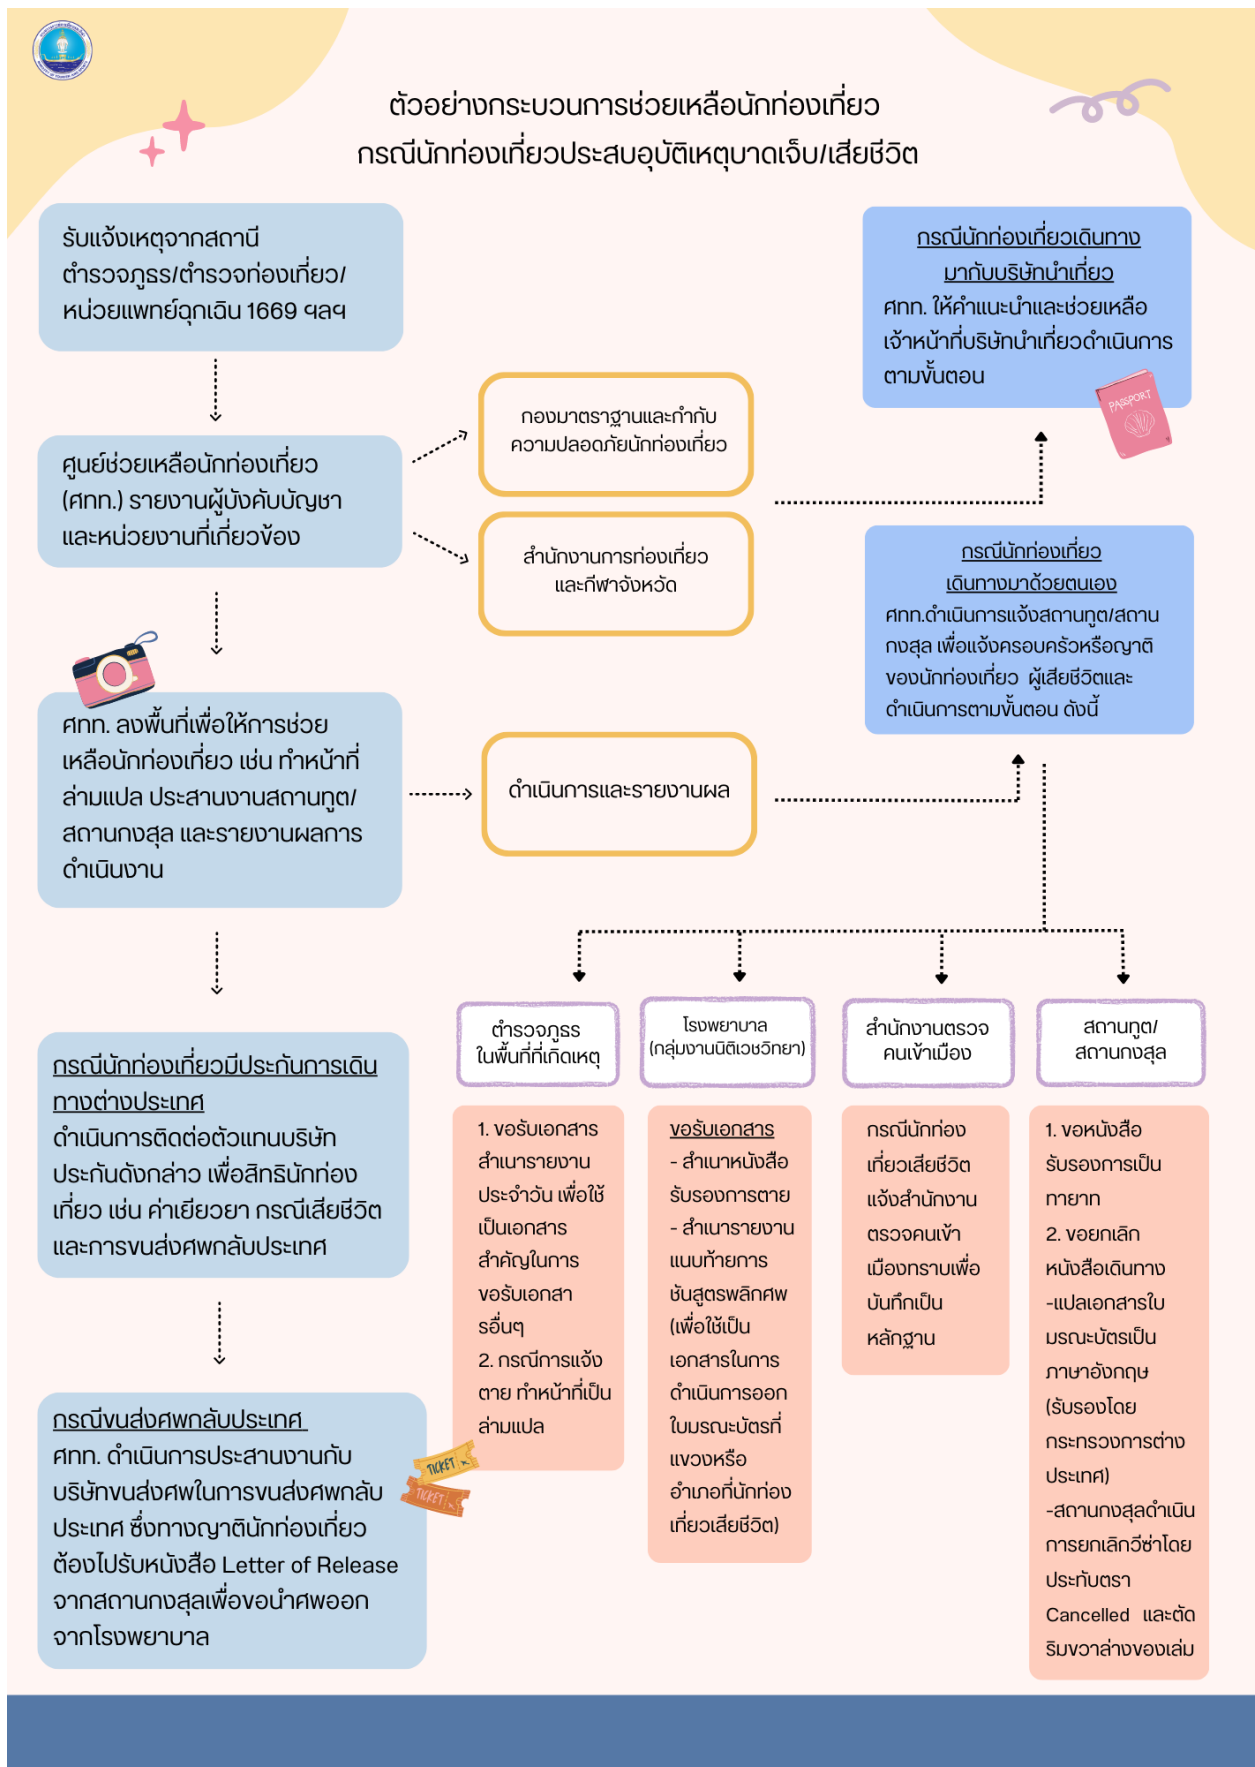 ตัวอย่างกระบวนการช่วยเหลือนักท่องเที่ยว
กรณีนักท่องเที่ยวประสบอุบัติเหตุบาดเจ็บ/เสียชีวิต
รับแจ้งเหตุจากสถานี
ตำรวจภูธร/ตำรวจท่องเที่ยว/
หน่วยแพทย์ฉุกเฉิน 1669 ฯลฯ
ศูนย์ช่วยเหลือนักท่องเที่ยว
(ศทท.) รายงานผู้บังคับบัญชา
และหน่วยงานที่เกี่ยวข้อง
กองมาตราฐานและกำกับ
ความปลอดภัยนักท่องเที่ยว
สำนักงานการท่องเที่ยว
และกีฬาจังหวัด
กรณีนักท่องเที่ยวเดินทาง
มากับบริษัทนำเที่ยว
ศทท. ให้คำแนะนำและช่วยเหลือ
เจ้าหน้าที่บริษัทนำเที่ยวดำเนินการ
ตามขั้นตอน
PASSPORT
กรณีนักท่องเที่ยว
เดินทางมาด้วยตนเอง
ศทท.ดำเนินการแจ้งสถานทูต/สถาน
กงสุล เพื่อแจ้งครอบครัวหรือญาติ
ของนักท่องเที่ยว ผู้เสียชีวิตและ
ดำเนินการตามขั้นตอน ดังนี้
ศทท. ลงพื้นที่เพื่อให้การช่วย
เหลือนักท่องเที่ยว เช่น ทำหน้าที่
ล่ามแปล ประสานงานสถานทูต/
สถานกงสุล และรายงานผลการ
ดำเนินงาน
ดำเนินการและรายงานผล
กรณีนักท่องเที่ยวมีประกันการเดิน
ทางต่างประเทศ
ดำเนินการติดต่อตัวแทนบริษัท
ประกันดังกล่าว เพื่อสิทธินักท่อง
เที่ยว เช่น ค่าเยียวยา กรณีเสียชีวิต
และการขนส่งศพกลับประเทศ
กรณีขนส่งศพกลับประเทศ
ศทท. ดำเนินการประสานงานกับ
บริษัทขนส่งศพในการขนส่งศพกลับ
ประเทศ ซึ่งทางญาตินักท่องเที่ยว
ต้องไปรับหนังสือ Letter of Release
จากสถานกงสุลเพื่อขอนำศพออก
จากโรงพยาบาล
TICKET
TICKET
ตำรวจภูธร
ในพื้นที่ที่เกิดเหตุ
1. ขอรับเอกสาร
สำเนารายงาน
ประจำวัน เพื่อใช้
เป็นเอกสาร
สำคัญในการ
ขอรับเอกสา
รอื่นๆ
2. กรณีการแจ้ง
ตาย ทำหน้าที่เป็น
ล่ามแปล
โรงพยาบาล
(กลุ่มงานนิติเวชวิทยา)
ขอรับเอกสาร
- สำเนาหนังสือ
รับรองการตาย
- สำเนารายงาน
แนบท้ายการ
ชันสูตรพลิกศพ
(เพื่อใช้เป็น
เอกสารในการ
ดำเนินการออก
ใบมรณะบัตรที่
แขวงหรือ
อำเภอที่นักท่อง
เที่ยวเสียชีวิต)
สำนักงานตรวจ
คนเข้าเมือง
กรณีนักท่อง
เที่ยวเสียชีวิต
แจ้งสำนักงาน
ตรวจคนเข้า
เมืองทราบเพื่อ
บันทึกเป็น
หลักฐาน
สถานทูต/
สถานกงสุล
1. ขอหนังสือ
รับรองการเป็น
ทายาท
2. ขอยกเลิก
หนังสือเดินทาง
-แปลเอกสารใบ
มรณะบัตรเป็น
ภาษาอังกฤษ
(รับรองโดย
กระทรวงการต่าง
ประเทศ)
-สถานกงสุลดำเนิน
การยกเลิกวีซ่าโดย
ประทับตรา
Cancelled และตัด
ริมขวาล่างของเล่ม